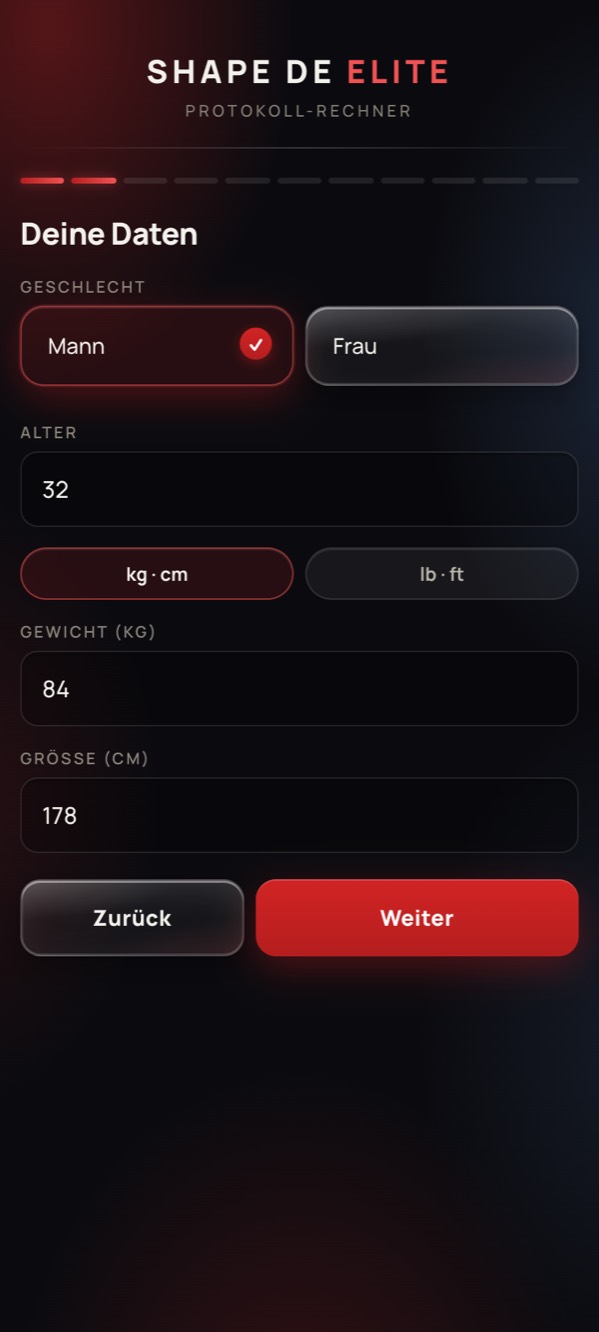 SHAPE DE ELITE
PROTOKOLL-RECHNER
Deine Daten
GESCHLECHT
Mann
Frau
ALTER
32
kg · cm
lb · ft
GEWICHT (KG)
84
GRÖSSE (CM)
178
Zurück
Weiter